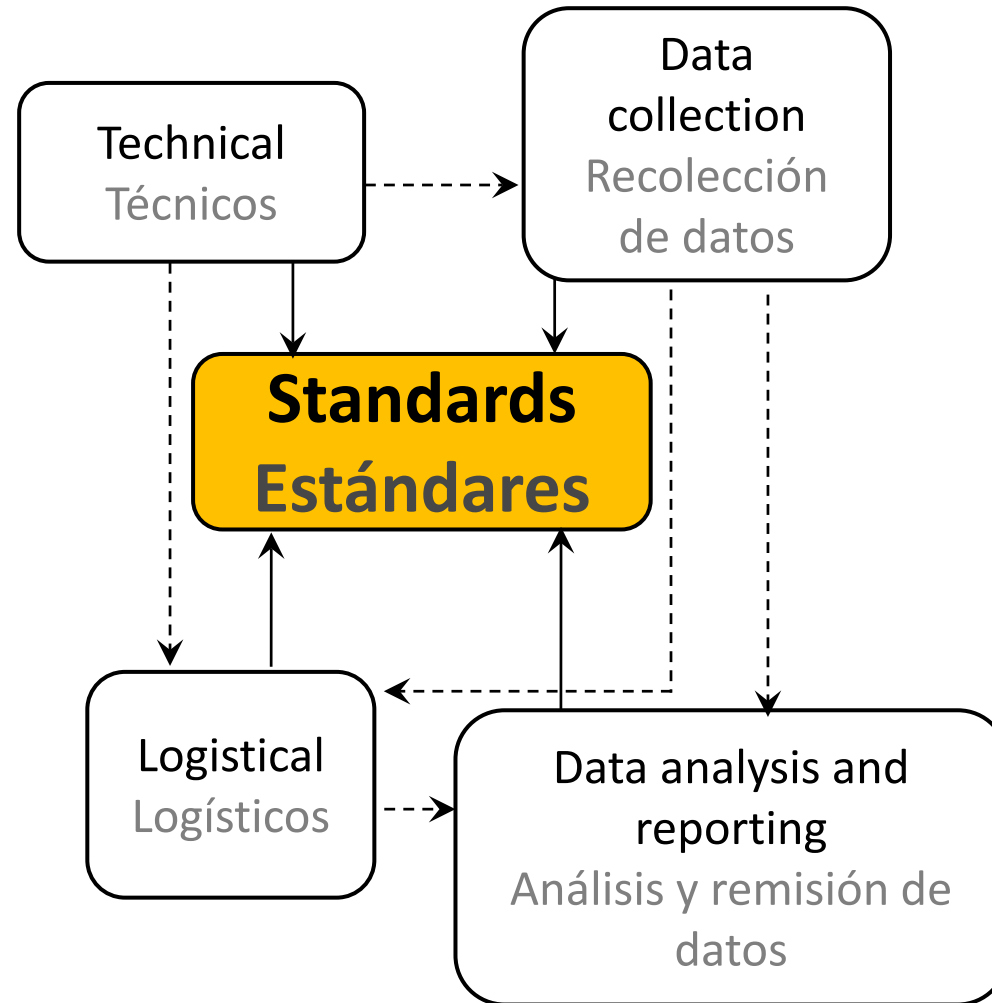 Technical
Técnicos
Data
collection
Recolección
de datos
Standards
Estándares
Logistical
Logísticos
Data analysis and
reporting
Análisis y remisión de
datos